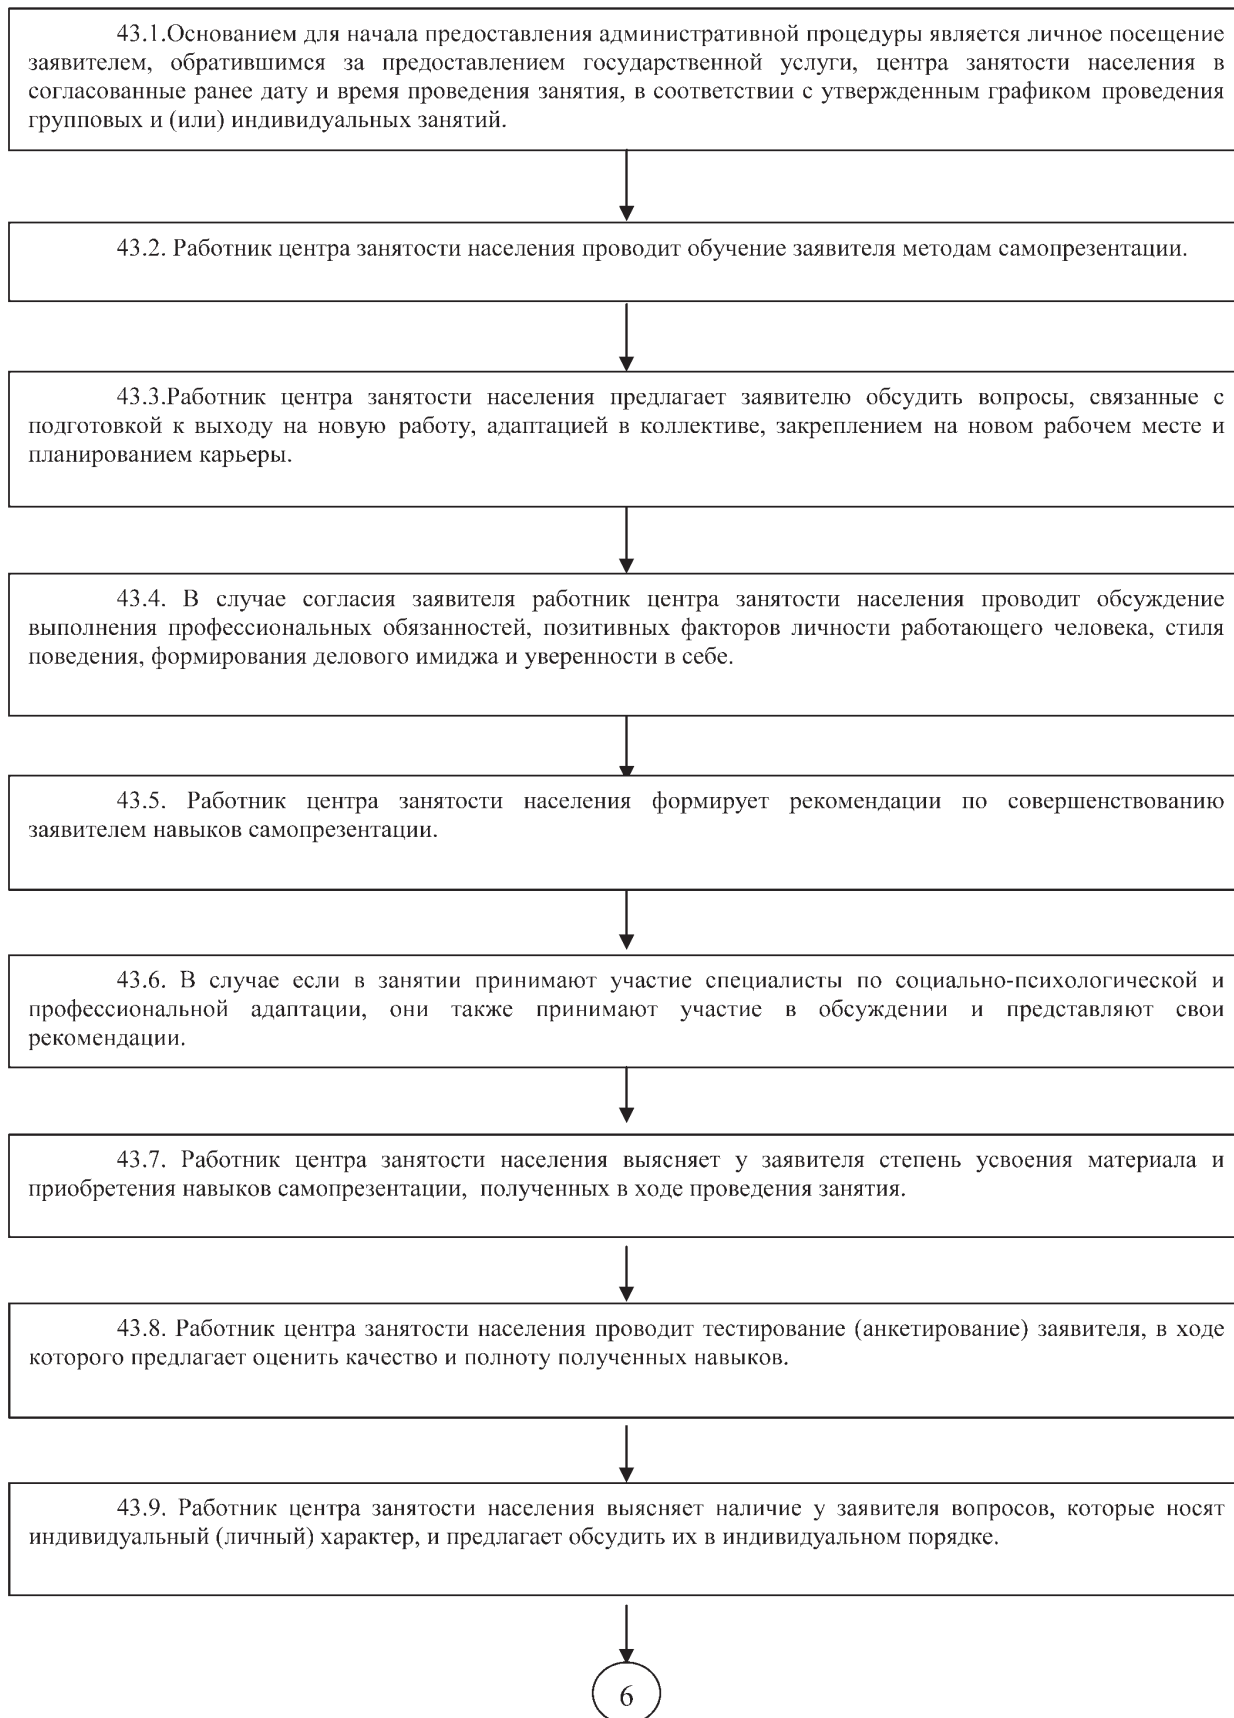 43.1.Основанием для начала предоставления административной процедуры является личное посещение
заявителем, обратившимся за предоставлением государственной услуги, центра занятости населения в
согласованные ранее дату и время проведения занятия, в соответствии с утвержденным графиком проведения
групповых и (или) индивидуальных занятий.
43.2. Работник центра занятости населения проводит обучение заявителя методам самопрезентации.
43.3.Работник центра занятости населения предлагает заявителю обсудить вопросы, связанные с
подготовкой к выходу на новую работу, адаптацией в коллективе, закреплением на новом рабочем месте и
планированием карьеры.
43.4. В случае согласия заявителя работник центра занятости населения проводит обсуждение
выполнения профессиональных обязанностей, позитивных факторов личности работающего человека, стиля
поведения, формирования делового имиджа и уверенности в себе.
43.5. Работник центра занятости населения формирует рекомендации по совершенствованию
заявителем навыков самопрезентации.
43.6. В случае если в занятии принимают участие специалисты по социально-психологической и
профессиональной адаптации, они также принимают участие в обсуждении и представляют свои
рекомендации.
43.7. Работник центра занятости населения выясняет у заявителя степень усвоения материала и
приобретения навыков самопрезентации, полученных в ходе проведения занятия.
43.8. Работник центра занятости населения проводит тестирование (анкетирование) заявителя, в ходе
которого предлагает оценить качество и полноту полученных навыков.
43.9. Работник центра занятости населения выясняет наличие у заявителя вопросов, которые носят
индивидуальный (личный) характер, и предлагает обсудить их в индивидуальном порядке.
6